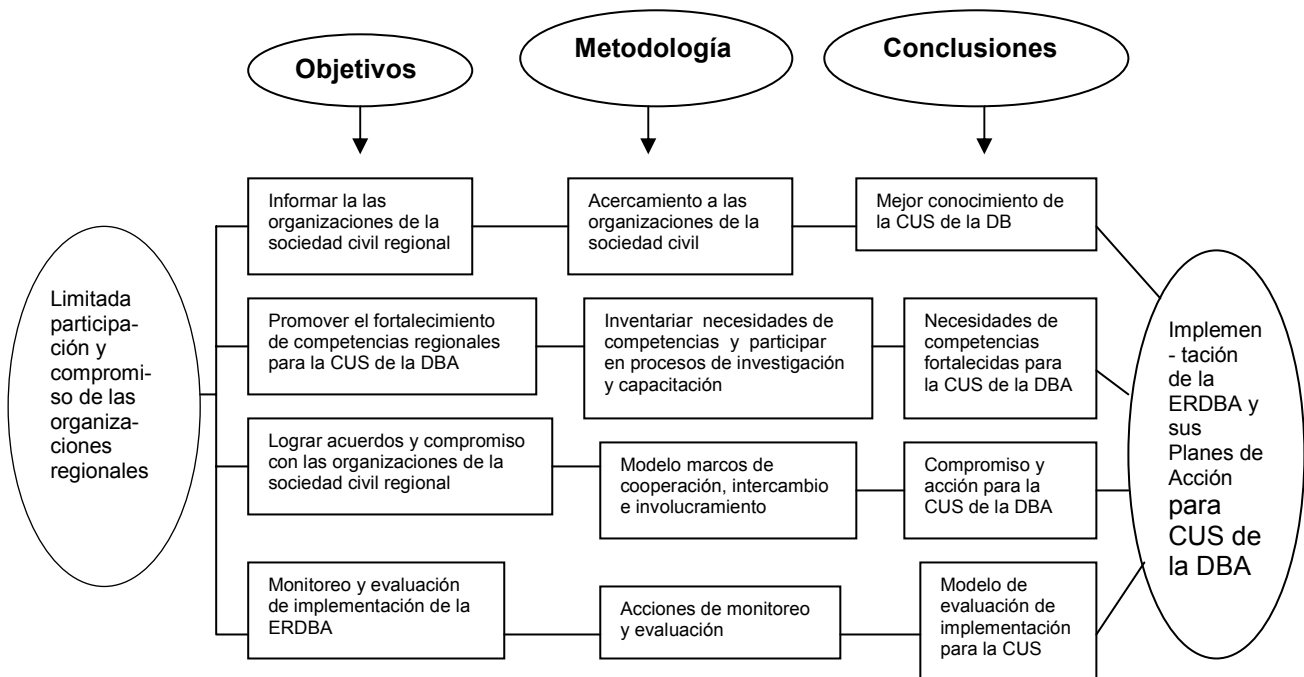 Objetivos
Metodología
Conclusiones
Limitada
participa-
ción y
compromi-
so de las
organiza-
ciones
regionales
Informar la las
organizaciones de la
sociedad civil regional
Acercamiento a las
organizaciones de la
sociedad civil
Mejor conocimiento de
la CUS de la DB
Promover el fortalecimiento
de competencias regionales
para la CUS de la DBA
Inventariar necesidades de
competencias y participar
en procesos de investigación
y capacitación
Necesidades de
competencias
fortalecidas para
la CUS de la DBA
Lograr acuerdos y compromiso
con las organizaciones de la
sociedad civil regional
Modelo marcos de
cooperación, intercambio
e involucramiento
Compromiso y
acción para la
CUS de la DBA
Monitoreo y evaluación
de implementación de la
ERDBA
Acciones de monitoreo
y evaluación
Modelo de
evaluación de
implementación
para la CUS
Implemen
- tación
de la
ERDBA y
sus
Planes de
Acción
para
CUS de
la DBA